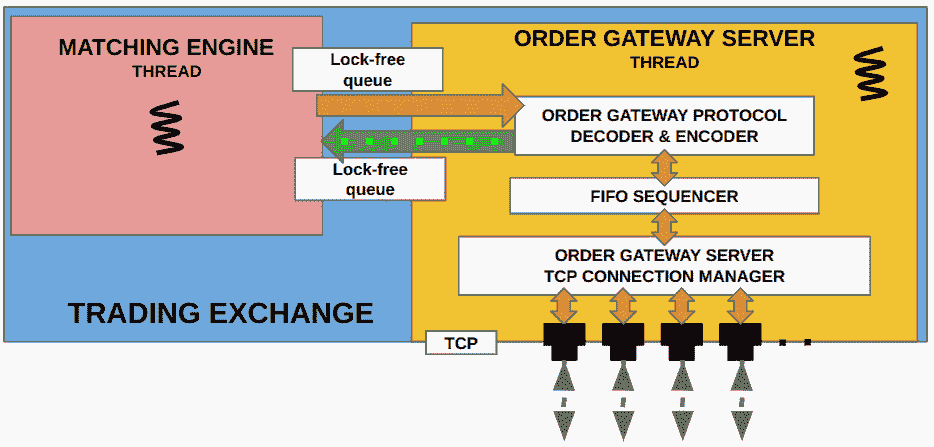 MATCHING ENGINE
THREAD
Lock-free
queue
Lock-free
queue
ORDER GATEWAY SERVER
THREAD
ORDER GATEWAY PROTOCOL
DECODER & ENCODER
FIFO SEQUENCER
ORDER GATEWAY SERVER
TCP CONNECTION MANAGER
TRADING EXCHANGE
TCP